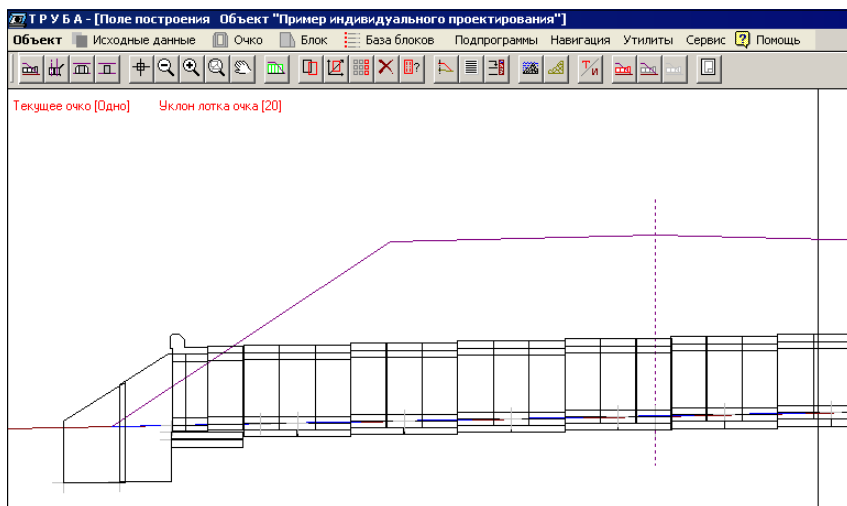 Т Р У Б А - [Поле построения Объект "Пример индивидуального проектирования"]
Объект Исходные данные Очко Блок База блоков Подпрограммы Навигация Утилиты Сервис ? Помощь
? Т/И
Текущее очко [Одно] Уклон лотка очка [20]